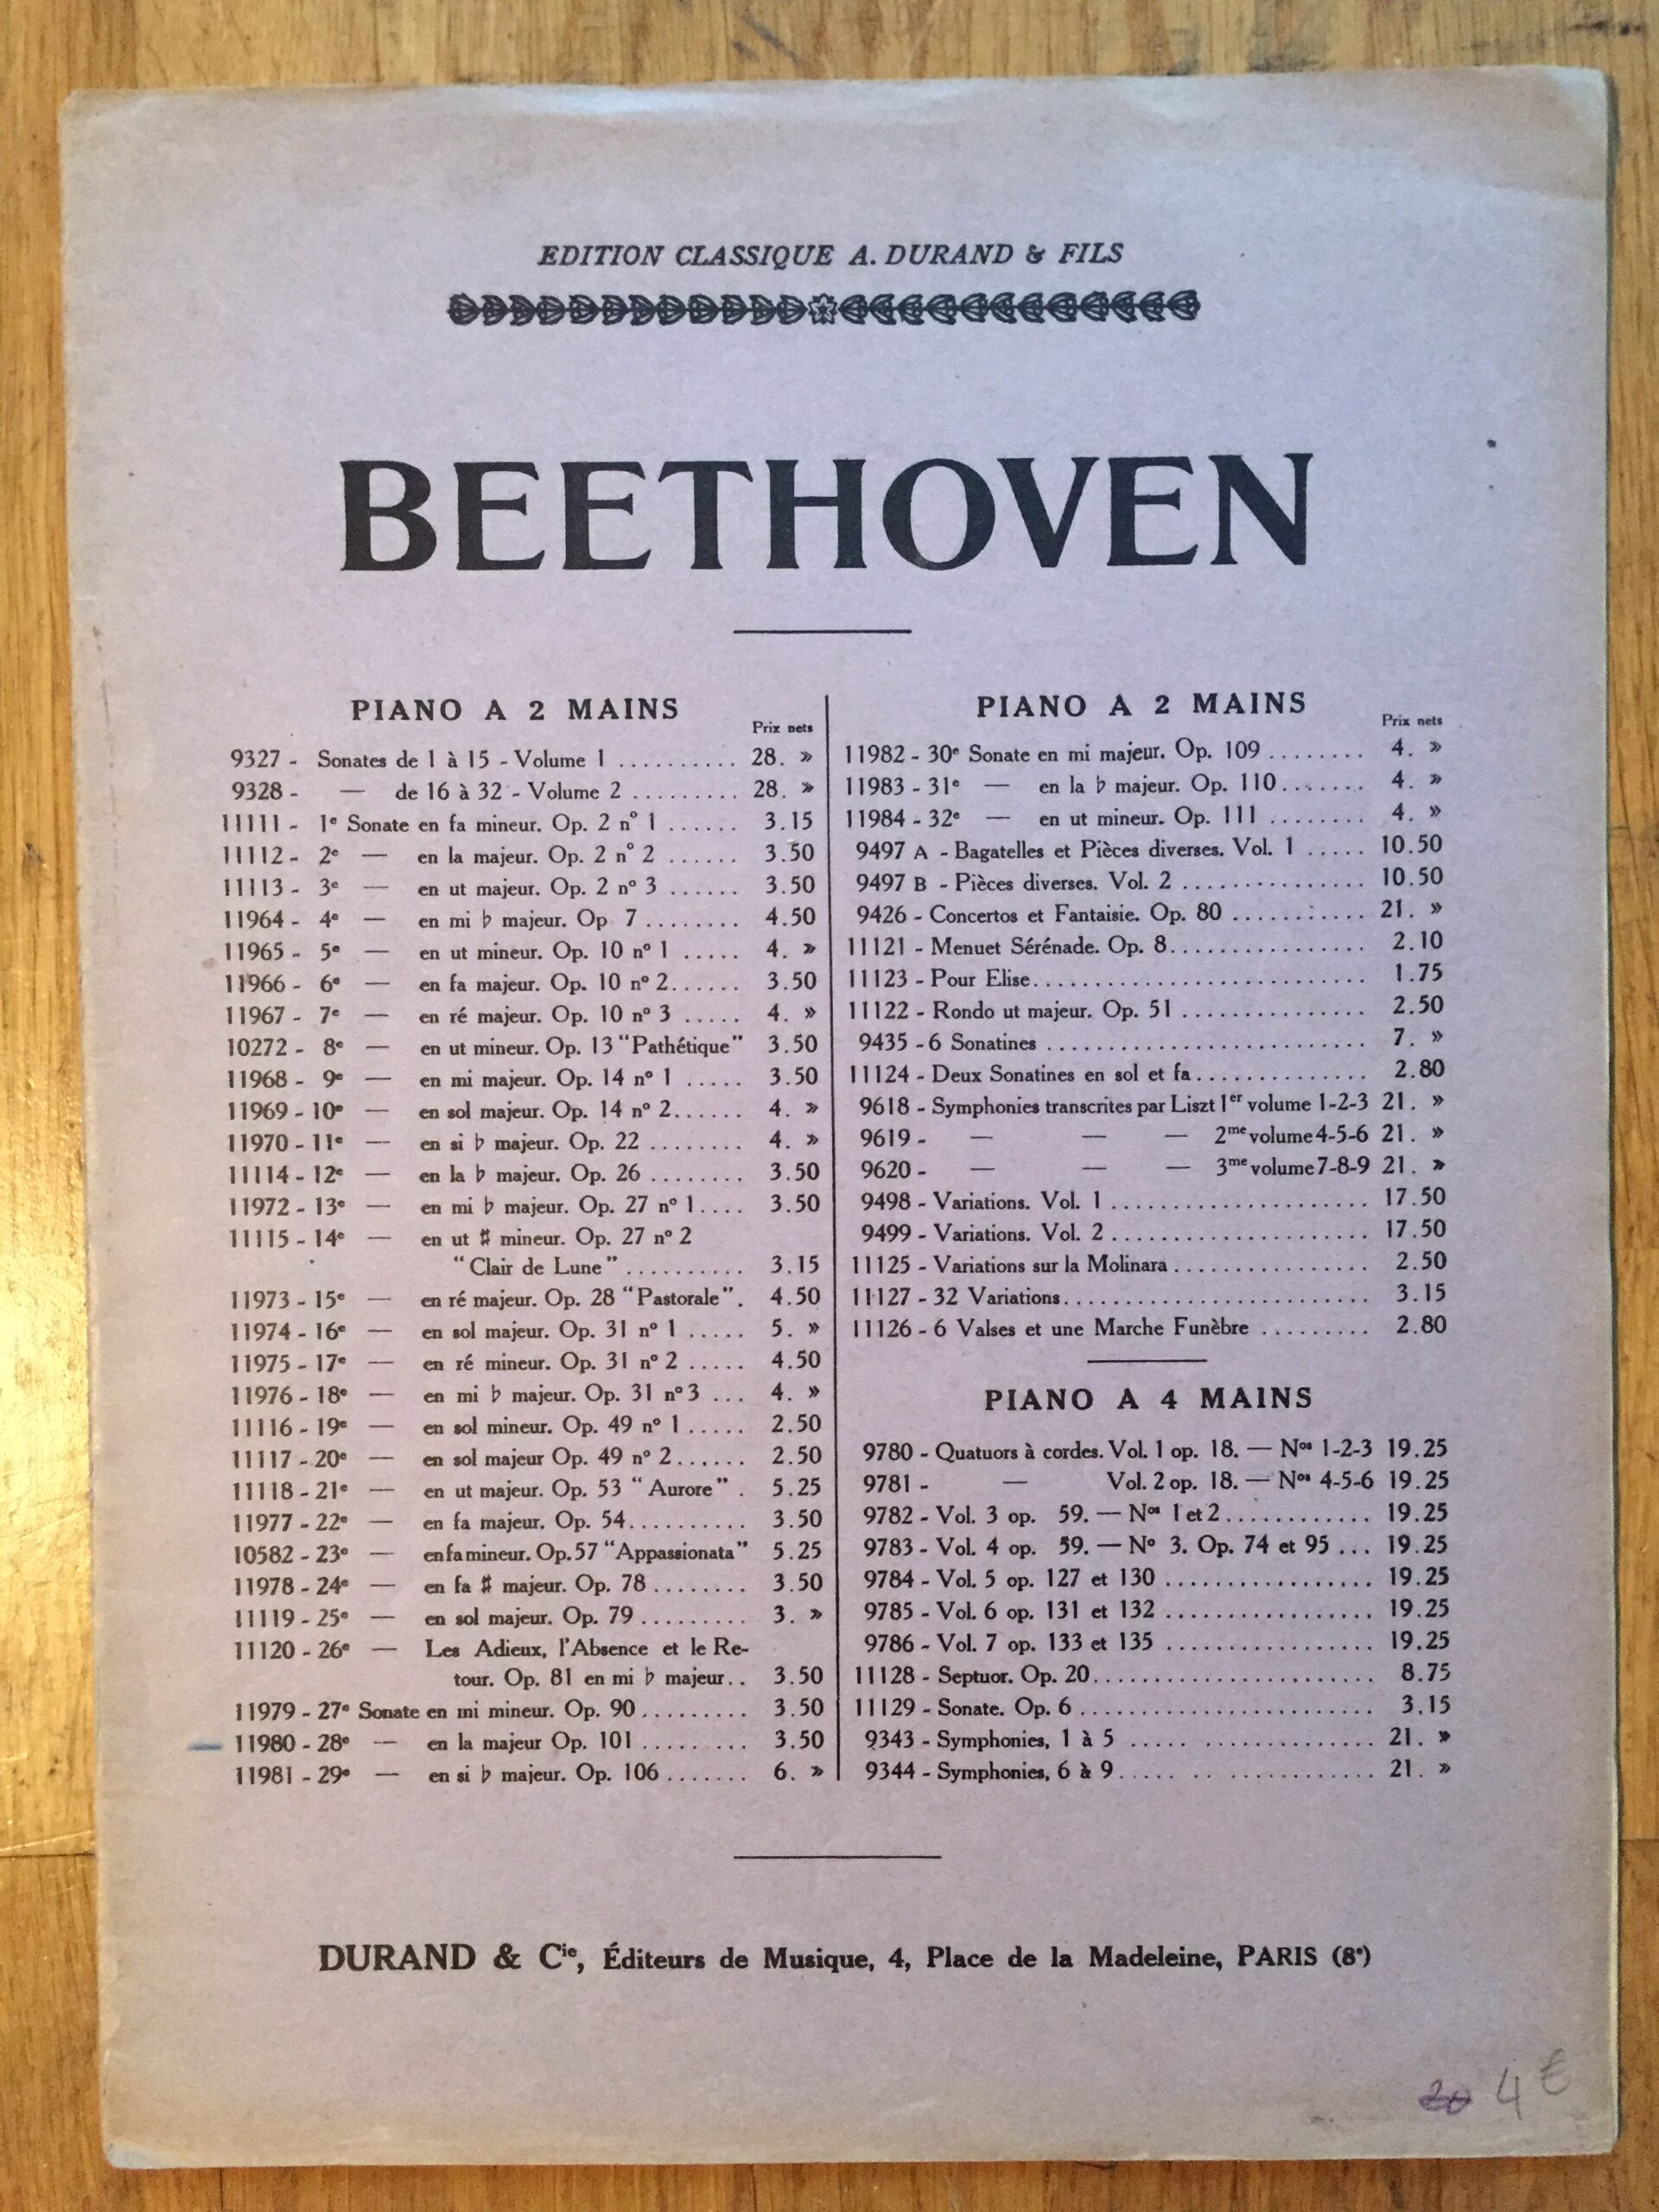 EDITION CLASSIQUE A. DURAND & FILS
BEETHOVEN
PIANO A 2 MAINS
Prix nets
9327 - Sonates de 1 à 15 - Volume 1 .......... 28. »
9328 - — de 16 à 32 - Volume 2 ......... 28. »
11111 - 1e Sonate en fa mineur. Op. 2 n° 1 ...... 3.15
11112 - 2e — en la majeur. Op. 2 n° 2 ...... 3.50
11113 - 3e — en ut majeur. Op. 2 nº 3 ...... 3.50
11964 - 4e — en mi ♭ majeur. Op 7 ........ 4.50
11965 - 5e — en ut mineur. Op. 10 nº 1 ..... 4. »
11966 - 6e — en fa majeur. Op. 10 nº 2...... 3.50
11967 - 7e — en ré majeur. Op. 10 nº 3 ..... 4. »
10272 - 8e — en ut mineur. Op. 13 "Pathétique" 3.50
11968 - 9e — en mi majeur. Op. 14 nº 1 ..... 3.50
11969 - 10e — en sol majeur. Op. 14 nº 2...... 4. »
11970 - 11e — en si ♭ majeur. Op. 22 ........ 4. »
11114 - 12e — en la ♭ majeur. Op. 26 ........ 3.50
11972 - 13e — en mi ♭ majeur. Op. 27 nº 1.... 3.50
11115 - 14e — en ut ♯ mineur. Op. 27 nº 2
"Clair de Lune" .......... 3.15
11973 - 15e — en ré majeur. Op. 28 "Pastorale". 4.50
11974 - 16e — en sol majeur. Op. 31 nº 1 ..... 5. »
11975 - 17e — en ré mineur. Op. 31 nº 2 ..... 4.50
11976 - 18e — en mi ♭ majeur. Op. 31 nº 3 ... 4. »
11116 - 19e — en sol mineur. Op. 49 nº 1 ..... 2.50
11117 - 20e — en sol majeur Op. 49 nº 2...... 2.50
11118 - 21e — en ut majeur. Op. 53 "Aurore" . 5.25
11977 - 22e — en fa majeur. Op. 54.......... 3.50
10582 - 23e — en fa mineur. Op. 57 "Appassionata" 5.25
11978 - 24e — en fa ♯ majeur. Op. 78 ........ 3.50
11119 - 25e — en sol majeur. Op. 79 ......... 3. »
11120 - 26e — Les Adieux, l'Absence et le Re-
tour. Op. 81 en mi ♭ majeur.. 3.50
11979 - 27e Sonate en mi mineur. Op. 90 ......... 3.50
11980 - 28e — en la majeur Op. 101 ......... 3.50
11981 - 29e — en si ♭ majeur. Op. 106 ....... 6. »
PIANO A 2 MAINS
Prix nets
11982 - 30e Sonate en mi majeur. Op. 109 ........ 4. »
11983 - 31e — en la ♭ majeur. Op. 110....... 4. »
11984 - 32e — en ut mineur. Op. 111 ........ 4. »
9497 A - Bagatelles et Pièces diverses. Vol. 1 ..... 10.50
9497 B - Pièces diverses. Vol. 2 ............... 10.50
9426 - Concertos et Fantaisie. Op. 80 ........... 21. »
11121 - Menuet Sérénade. Op. 8................ 2.10
11123 - Pour Elise........................... 1.75
11122 - Rondo ut majeur. Op. 51 ............... 2.50
9435 - 6 Sonatines .......................... 7. »
11124 - Deux Sonatines en sol et fa.............. 2.80
9618 - Symphonies transcrites par Liszt 1er volume 1-2-3 21. »
9619 - — — — 2me volume 4-5-6 21. »
9620 - — — — 3me volume 7-8-9 21. »
9498 - Variations. Vol. 1 ..................... 17.50
9499 - Variations. Vol. 2 ..................... 17.50
11125 - Variations sur la Molinara ................ 2.50
11127 - 32 Variations......................... 3.15
11126 - 6 Valses et une Marche Funèbre ......... 2.80
PIANO A 4 MAINS
9780 - Quatuors à cordes. Vol. 1 op. 18. — Nos 1-2-3 19.25
9781 - — Vol. 2 op. 18. — Nos 4-5-6 19.25
9782 - Vol. 3 op. 59. — Nos 1 et 2............ 19.25
9783 - Vol. 4 op. 59. — Nº 3. Op. 74 et 95 ... 19.25
9784 - Vol. 5 op. 127 et 130 ................. 19.25
9785 - Vol. 6 op. 131 et 132 ................. 19.25
9786 - Vol. 7 op. 133 et 135 ................. 19.25
11128 - Septuor. Op. 20....................... 8.75
11129 - Sonate. Op. 6 ........................ 3.15
9343 - Symphonies, 1 à 5 ..... .............. 21. »
9344 - Symphonies, 6 à 9..... .. ............ 21. »
DURAND & Cie, Éditeurs de Musique, 4, Place de la Madeleine, PARIS (8e)
20 4 €